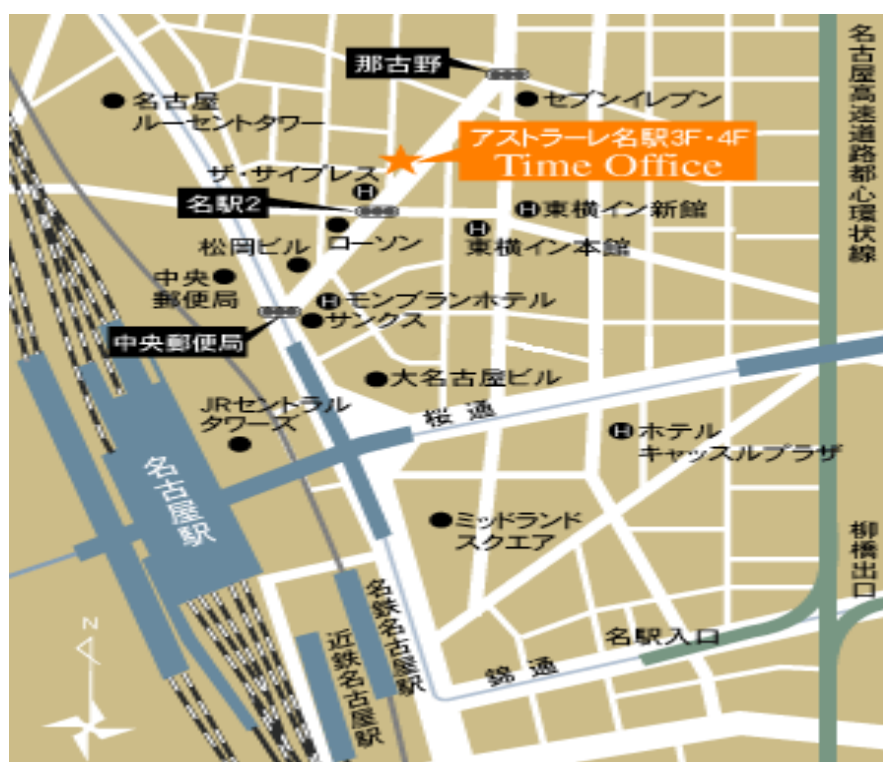 那古野
名古屋
ルーセントタワー
セブンイレブン
アストラーレ名駅3F・4F
Time Office
ザ・サイプレス
H
名駅2
H東横イン新館
H
東横イン本館
ローソン
松岡ビル
中央
郵便局
Hモンブランホテル
サンクス
中央郵便局
大名古屋ビル
JRセントラル
タワーズ
桜通
Hホテル
キャッスルプラザ
名古屋駅
ミッドランド
スクエア
名古屋高速道路都心環状線
柳橋出口
名駅入口
錦通
名鉄名古屋駅
近鉄名古屋駅
N